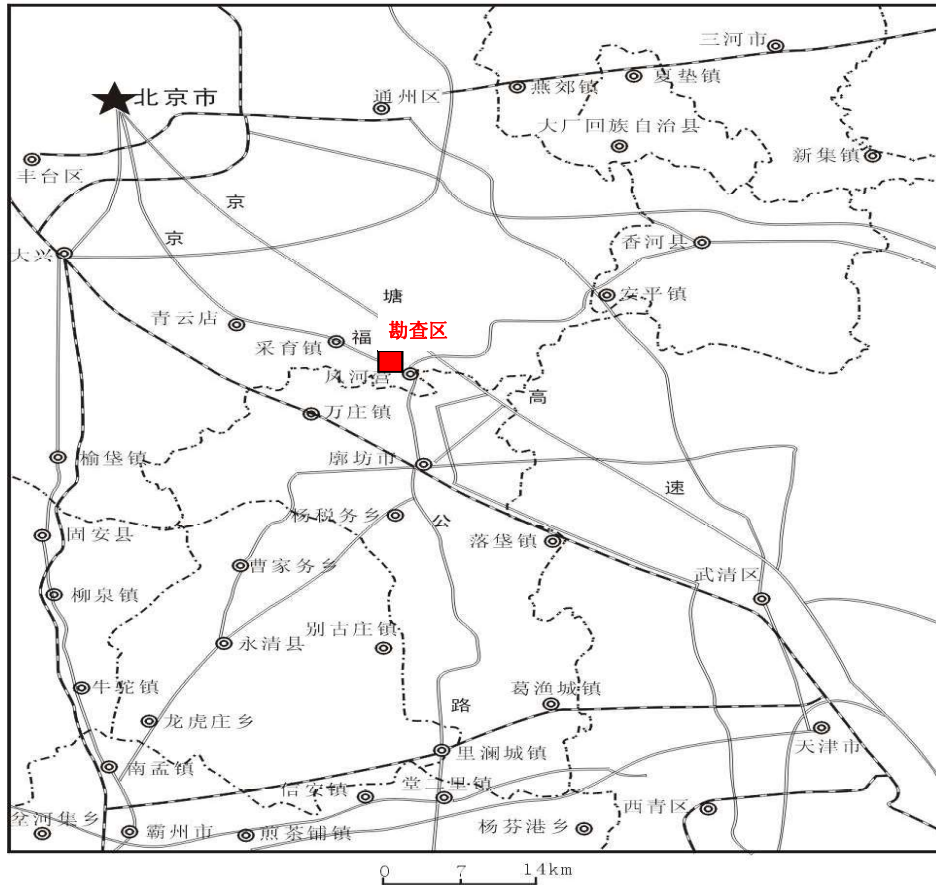 三河市
夏垫镇
燕郊镇
北京市
通州区
大厂回族自治县
新集镇
丰台区
京
京
香河县
大兴
塘
安平镇
青云店
福
勘查区
采育镇
凤河营
高
万庄镇
廊坊市
榆垡镇
速
杨税务乡
公
固安县
落垡镇
曹家务乡
武清区
柳泉镇
别古庄镇
永清县
牛驼镇
葛渔城镇
路
龙虎庄乡
天津市
里澜城镇
南孟镇
信安镇
堂二里镇
西青区
岔河集乡
霸州市
煎茶铺镇
杨芬港乡
0 7 14km